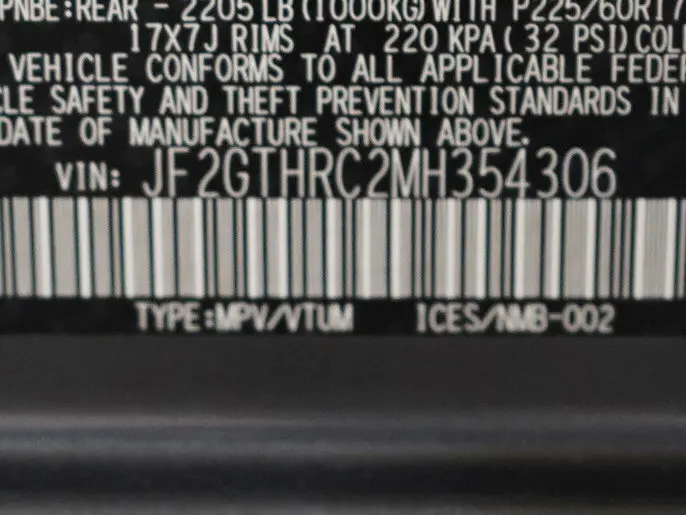 PNBE:REAR - 2205 LB (1000KG) WITH P225/60R17
17X7J RIMS AT 220 KPA ( 32 PSI) COL
VEHICLE CONFORMS TO ALL APPLICABLE FEDE
CLE SAFETY AND THEFT PREVENTION STANDARDS IN
DATE OF MANUFACTURE SHOWN ABOVE.
VIN: JF2GTHRC2MH354306
TYPE:MPV/VTUM ICES/NMB-002